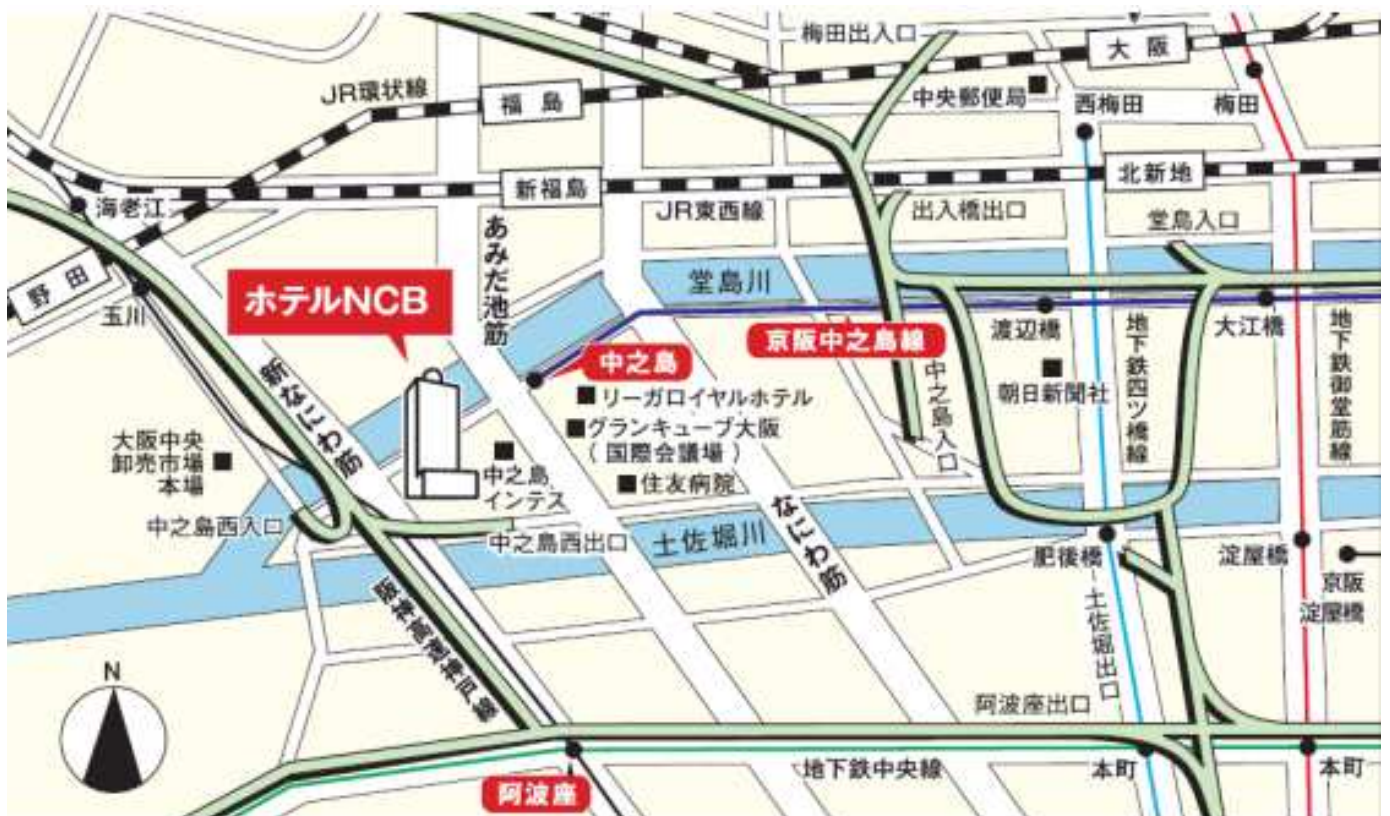 梅田出入口
大阪
JR環状線
福島
中央郵便局
西梅田
梅田
新福島
北新地
海老江
JR東西線
出入橋出口
堂島入口
あみだ池筋
野田
堂島川
ホテルNCB
玉川
京阪中之島線
渡辺橋
大江橋
地下鉄四ツ橋線
地下鉄御堂筋線
中之島
中之島入口
朝日新聞社
新なにわ筋
リーガロイヤルホテル
グランキューブ大阪
(国際会議場)
大阪中央
卸売市場
本場
中之島
インテス
住友病院
なにわ筋
中之島西入口
中之島西出口
土佐堀川
肥後橋
淀屋橋
京阪
淀屋橋
土佐堀出口
阪神高速神戸線
N
阿波座出口
地下鉄中央線
本町
本町
阿波座